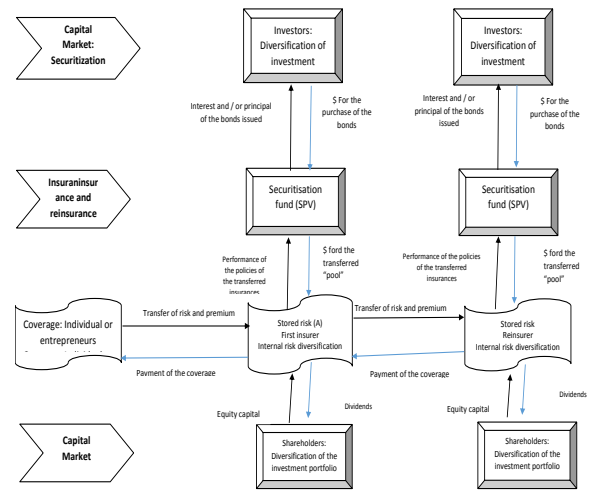 Capital
Market:
Securitization
Investors:
Diversification of
investment
Investors:
Diversification of
investment
Interest and / or principal
of the bonds issued
$ For the
purchase of the
bonds
Interest and / or
principal of the
bonds issued
$ For the
purchase of the
bonds
Insuraninsur
ance and
reinsurance
Securitisation
fund (SPV)
Securitisation
fund (SPV)
Performance of
the policies
of the transferred
insurances
$ ford the
transferred
"pool"
Performance of the policies
of the transferred insurances
$ ford the
transferred
"pool"
Coverage: Individual or
entrepreneurs
Transfer of risk and premium
Stored risk (A)
First insurer
Internal risk diversification
Transfer of risk and premium
Stored risk
Reinsurer
Internal risk diversification
Payment of the coverage
Payment of the coverage
Equity capital
Dividends
Equity capital
Dividends
Capital
Market
Shareholders:
Diversification of the
investment portfolio
Shareholders:
Diversification of the
investment portfolio